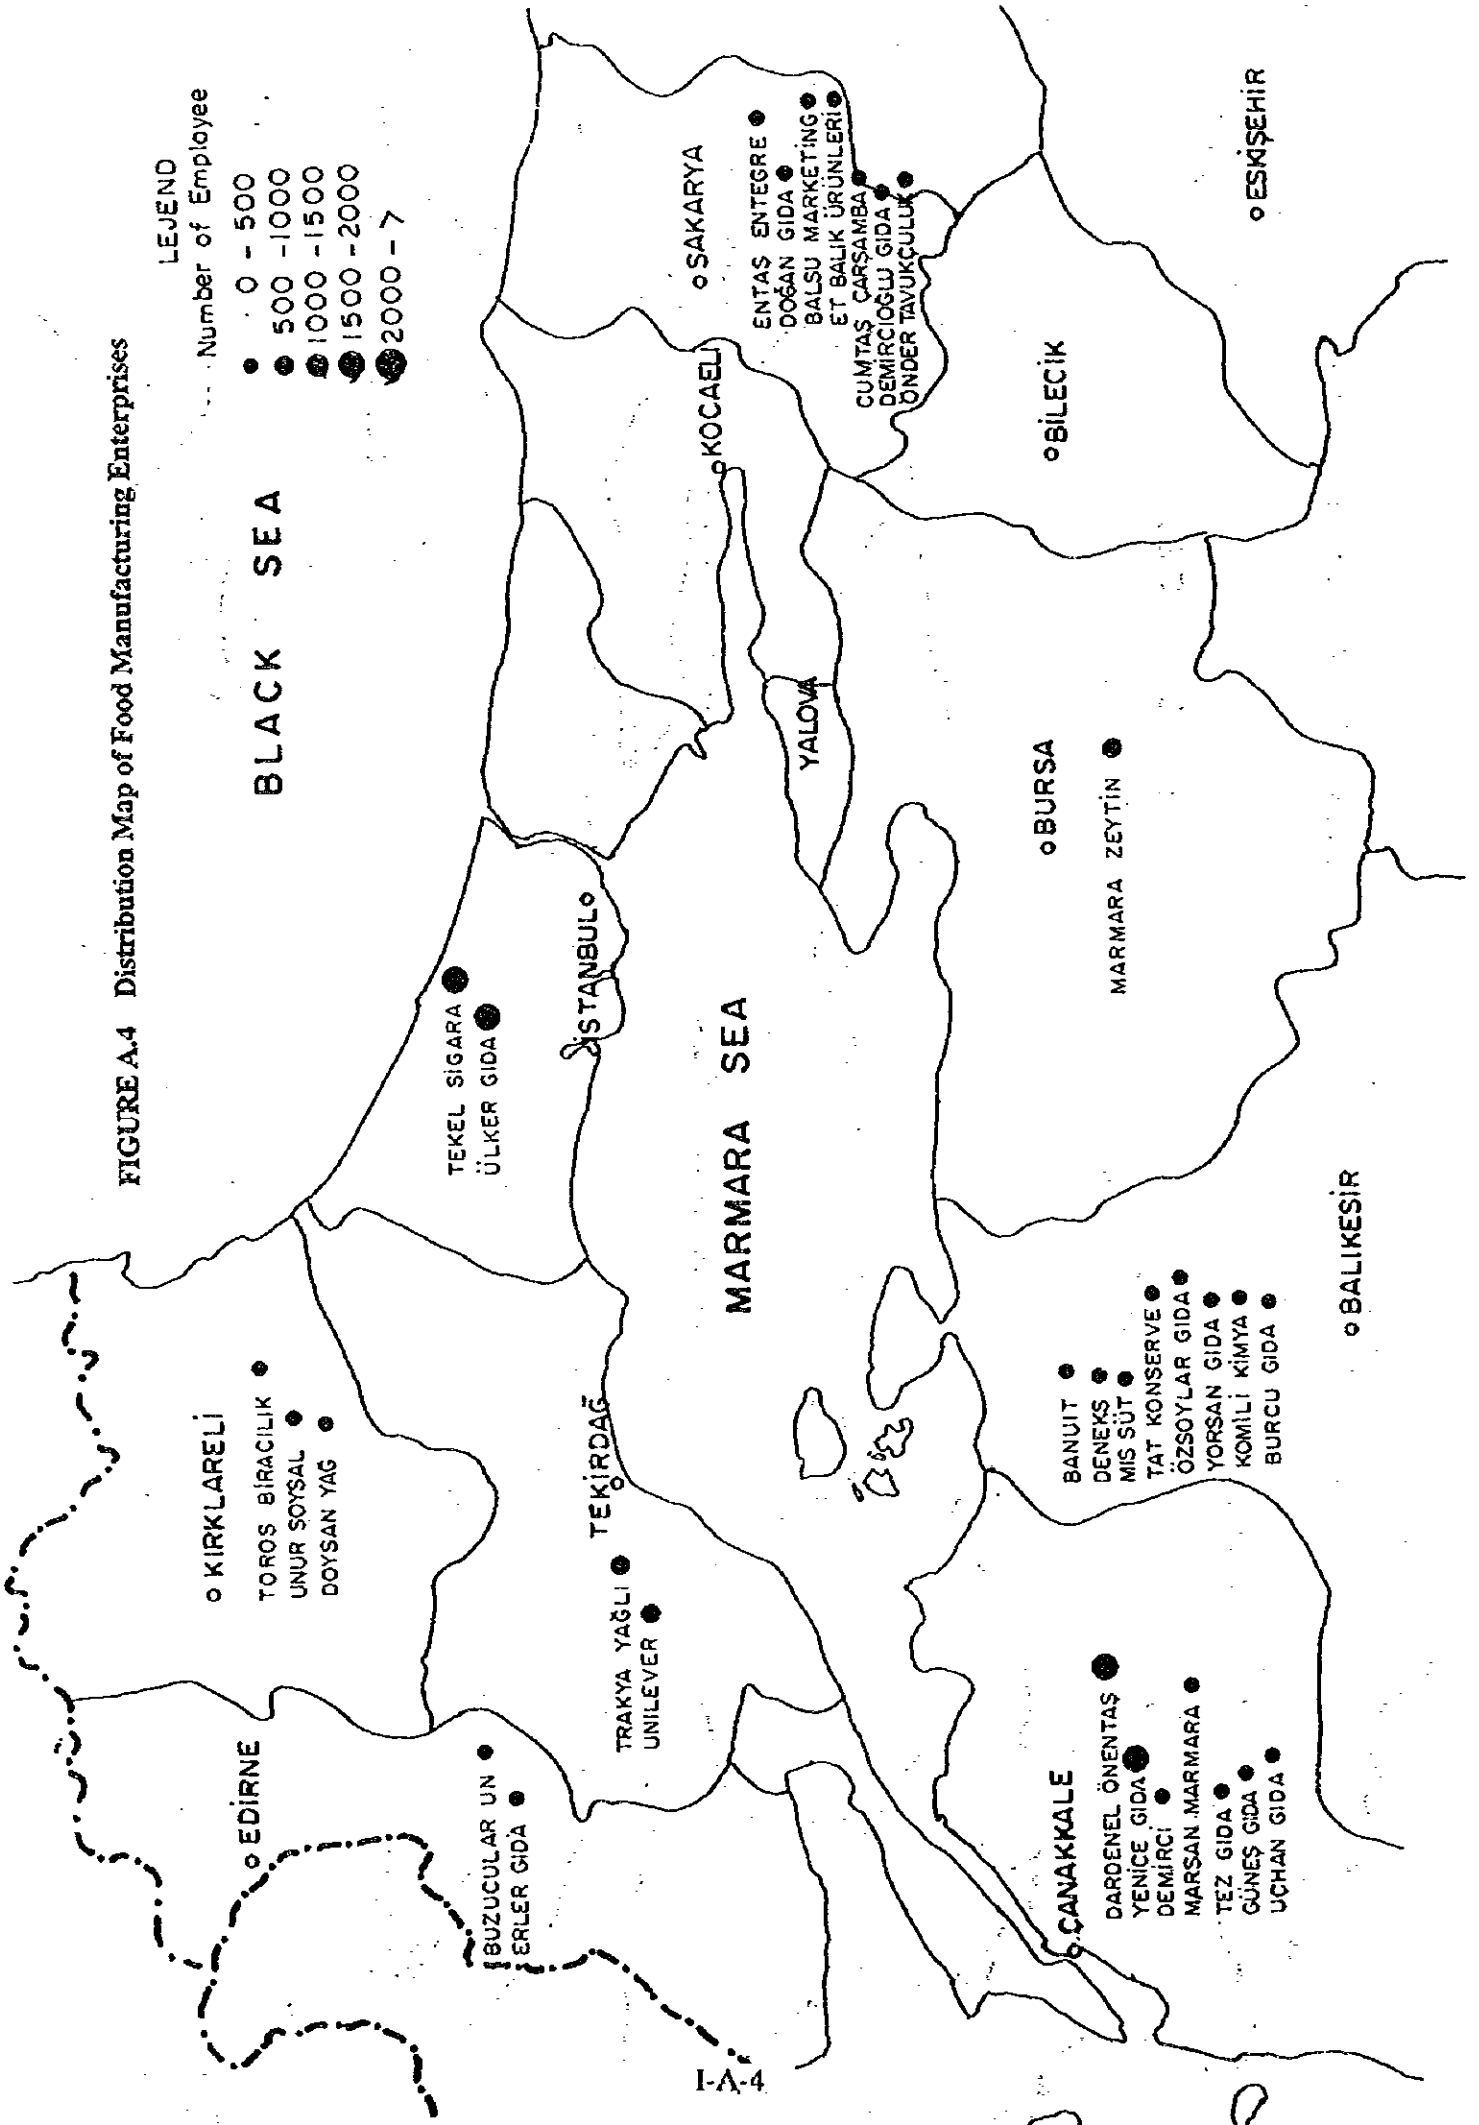 FIGURE A.4 Distribution Map of Food Manufacturing Enterprises
LEJEND
Number of Employee
0 - 500
500 - 1000
1000 - 1500
1500 - 2000
2000 - 7
BLACK SEA
KIRKLARELİ
TOROS BİRACILIK
UNUR SOYSAL
DOYSAN YAG
EDİRNE
BUZUCULAR UN
ERLER GIDA
TEKİRDAĞ
TRAKYA YAĞLI
UNILEVER
TEKEL SİGARA
ÜLKER GIDA
İSTANBUL
KOCAELİ
SAKARYA
ENTAŞ ENTEGRE
DOĞAN GIDA
BALSU MARKETİNG
ET BALIK ÜRÜNLERİ
CUMTAŞ ÇARŞAMBA
DEMİRCİOĞLU GIDA
ÖNDER TAVUKÇULUK
MARMARA SEA
YALOVA
BİLECİK
ESKİŞEHİR
BURSA
MARMARA ZEYTİN
BALIKESİR
BANUIT
DENEKS
MIS SÜT
TAT KONSERVE
ÖZSOYLAR GIDA
YORSAN GIDA
KOMİLİ KİMYA
BURCU GIDA
ÇANAKKALE
DARDENEL ÖNENTAŞ
YENİCE GIDA
DEMİRCİ
MARSAN MARMARA
TEZ GIDA
GÜNEŞ GIDA
UÇHAN GIDA
I-A-4